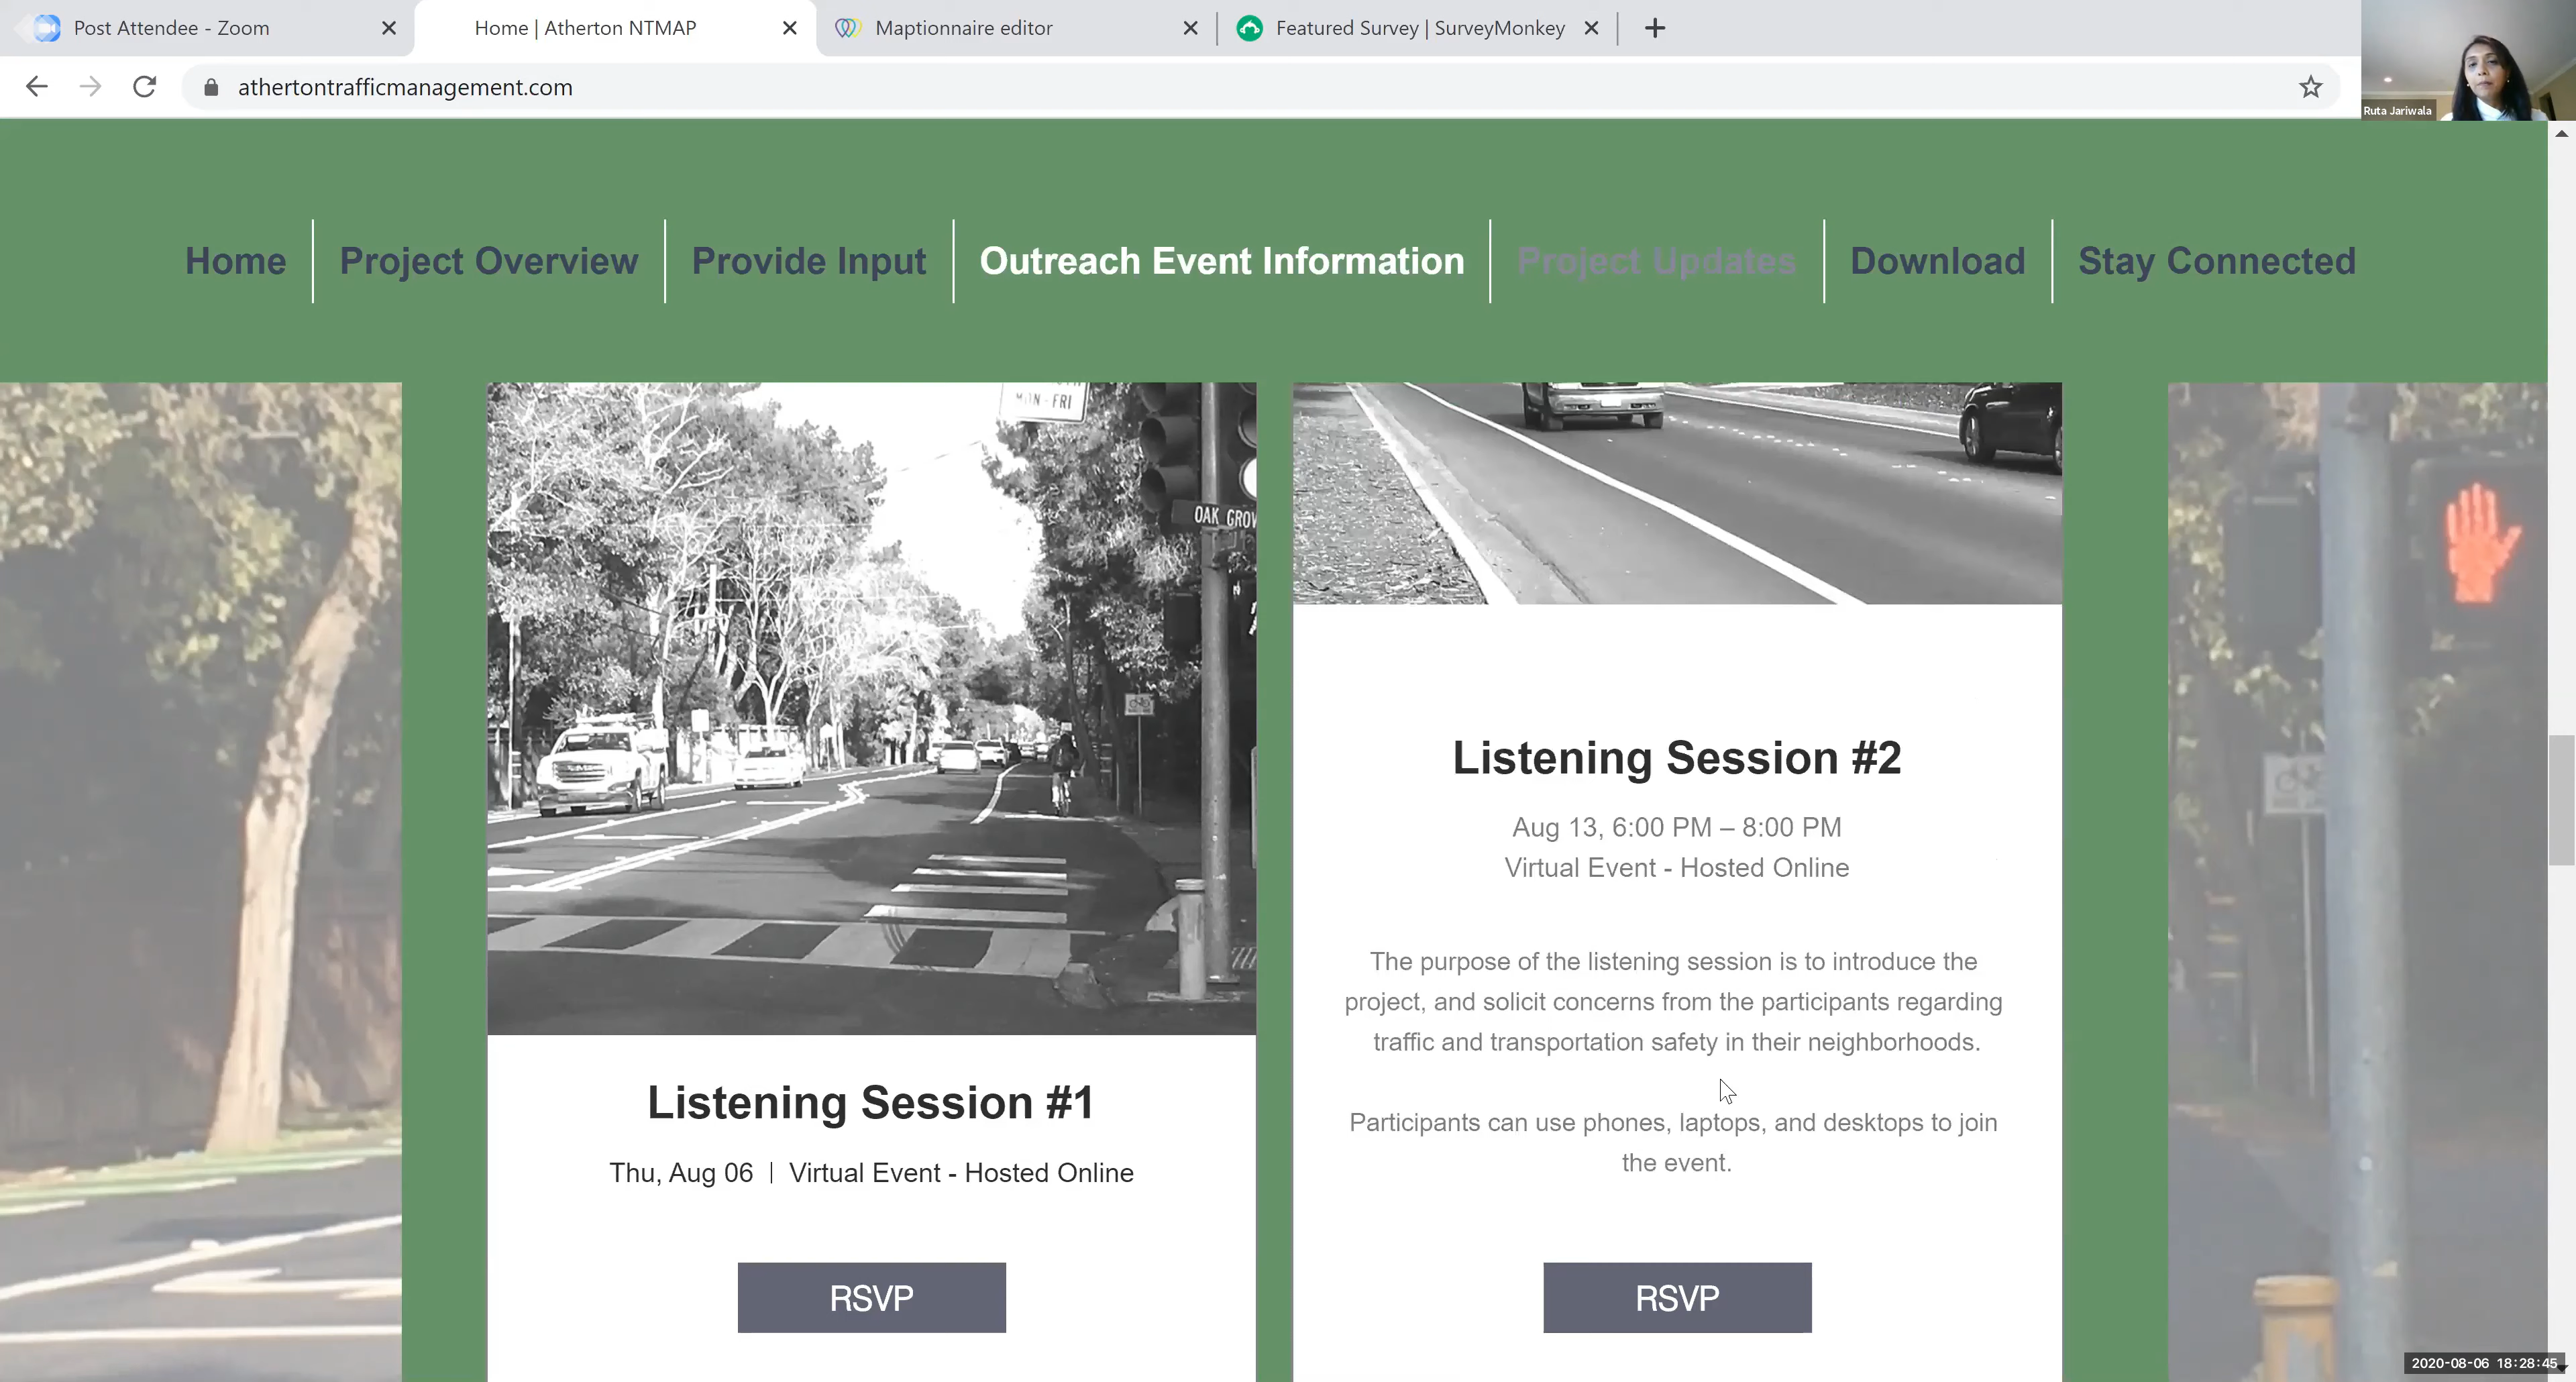 Post Attendee - Zoom
Home | Atherton NTMAP
Maptionnaire editor
Featured Survey | SurveyMonkey
athertontrafficmanagement.com
Ruta Jariwala
Home
Project Overview
Provide Input
Outreach Event Information
Project Updates
Download
Stay Connected
MON-FRI
OAK GROV
Listening Session #2
Aug 13, 6:00 PM – 8:00 PM
Virtual Event - Hosted Online
The purpose of the listening session is to introduce the
project, and solicit concerns from the participants regarding
traffic and transportation safety in their neighborhoods.
Participants can use phones, laptops, and desktops to join
the event.
RSVP
Listening Session #1
Thu, Aug 06 | Virtual Event - Hosted Online
RSVP
2020-08-06 18:28:45